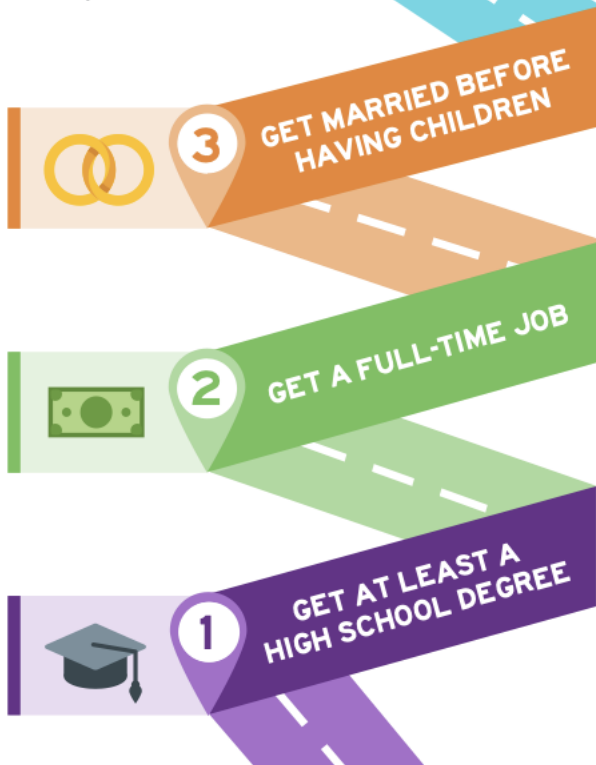 3
GET MARRIED BEFORE
HAVING CHILDREN
2
GET A FULL-TIME JOB
1
GET AT LEAST A
HIGH SCHOOL DEGREE